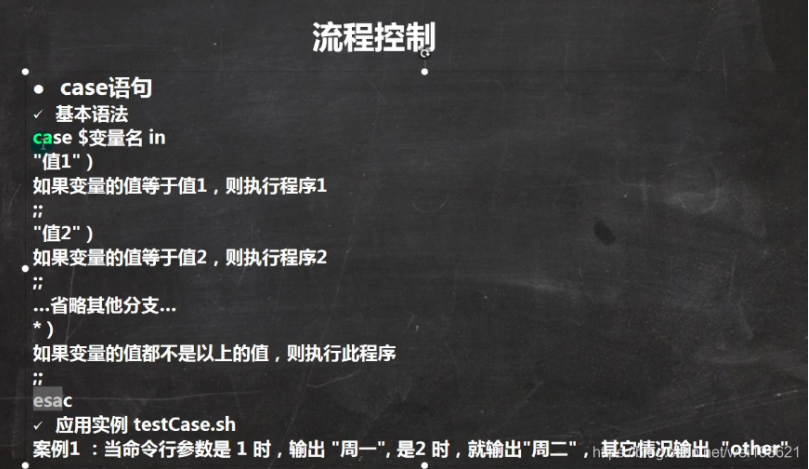 流程控制
● case语句
✓ 基本语法
case $变量名 in
"值1" )
如果变量的值等于值1，则执行程序1
;;
"值2" )
如果变量的值等于值2，则执行程序2
;;
…省略其他分支…
* )
如果变量的值都不是以上的值，则执行此程序
;;
esac
✓ 应用实例 testCase.sh
案例1 ：当命令行参数是 1 时，输出 "周一", 是2 时，就输出"周二" ， 其它情况输出 "other"